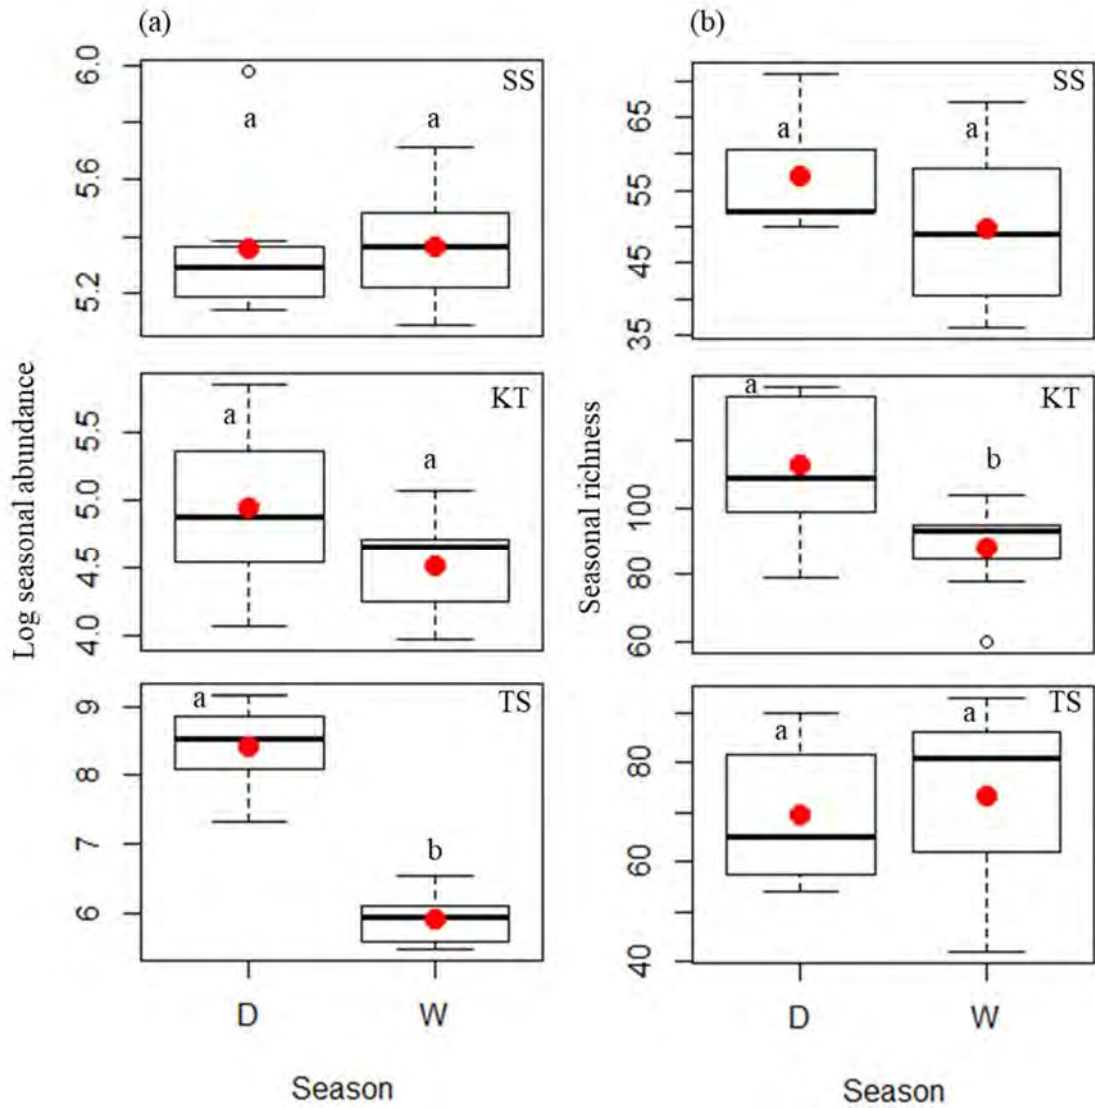 (a)
(b)
Log seasonal abundance
Seasonal richness
6.0
5.6
5.2
SS
a
a
65
55
45
35
SS
a
a
5.5
5.0
4.5
4.0
KT
a
a
100
80
60
KT
a
b
9
8
7
6
TS
a
b
80
60
40
TS
a
a
D
W
D
W
Season
Season